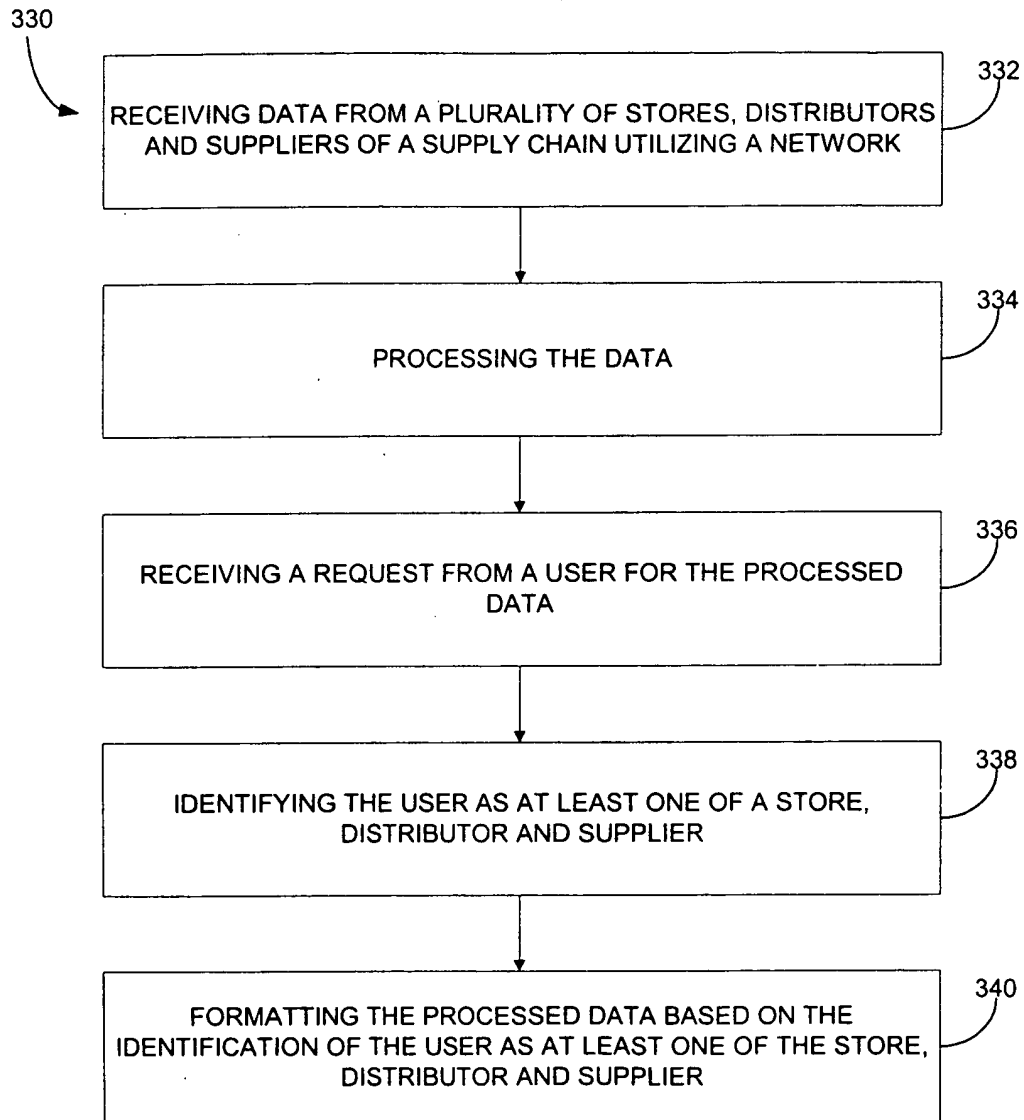 330
332
RECEIVING DATA FROM A PLURALITY OF STORES, DISTRIBUTORS
AND SUPPLIERS OF A SUPPLY CHAIN UTILIZING A NETWORK
334
PROCESSING THE DATA
336
RECEIVING A REQUEST FROM A USER FOR THE PROCESSED
DATA
338
IDENTIFYING THE USER AS AT LEAST ONE OF A STORE,
DISTRIBUTOR AND SUPPLIER
340
FORMATTING THE PROCESSED DATA BASED ON THE
IDENTIFICATION OF THE USER AS AT LEAST ONE OF THE STORE,
DISTRIBUTOR AND SUPPLIER